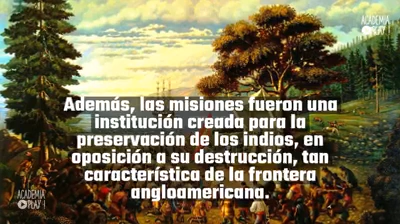 ACADEMIA
PLAY
Además, las misiones fueron una
institución creada para la
preservación de los indios, en
oposición a su destrucción, tan
característica de la frontera
angloamericana.
ACADEMIA
PLAY